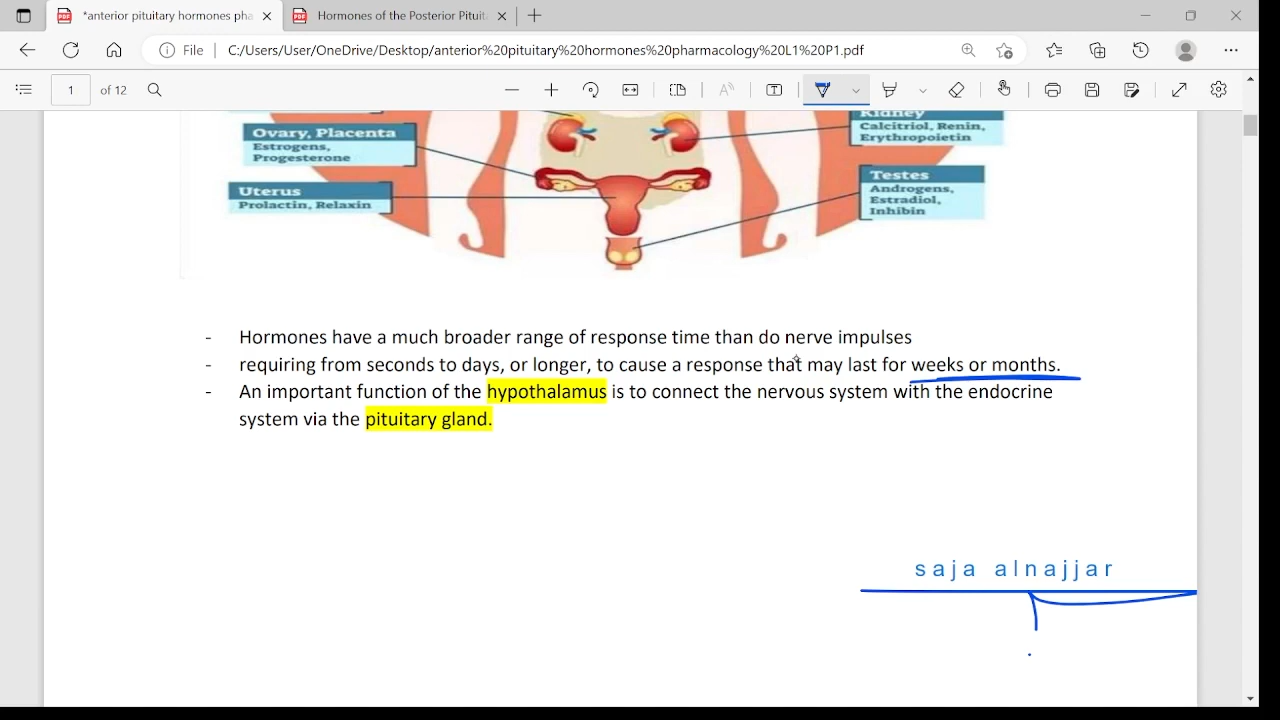 *anterior pituitary hormones pha
Hormones of the Posterior Pituit
File
C:/Users/User/OneDrive/Desktop/anterior%20pituitary%20hormones%20pharmacology%20L1%20P1.pdf
1 of 12
Ovary, Placenta
Estrogens,
Progesterone
Uterus
Prolactin, Relaxin
Kidney
Calcitriol, Renin,
Erythropoietin
Testes
Androgens,
Estradiol,
Inhibin
- Hormones have a much broader range of response time than do nerve impulses
- requiring from seconds to days, or longer, to cause a response that may last for weeks or months.
- An important function of the hypothalamus is to connect the nervous system with the endocrine
system via the pituitary gland.
saja alnajjar